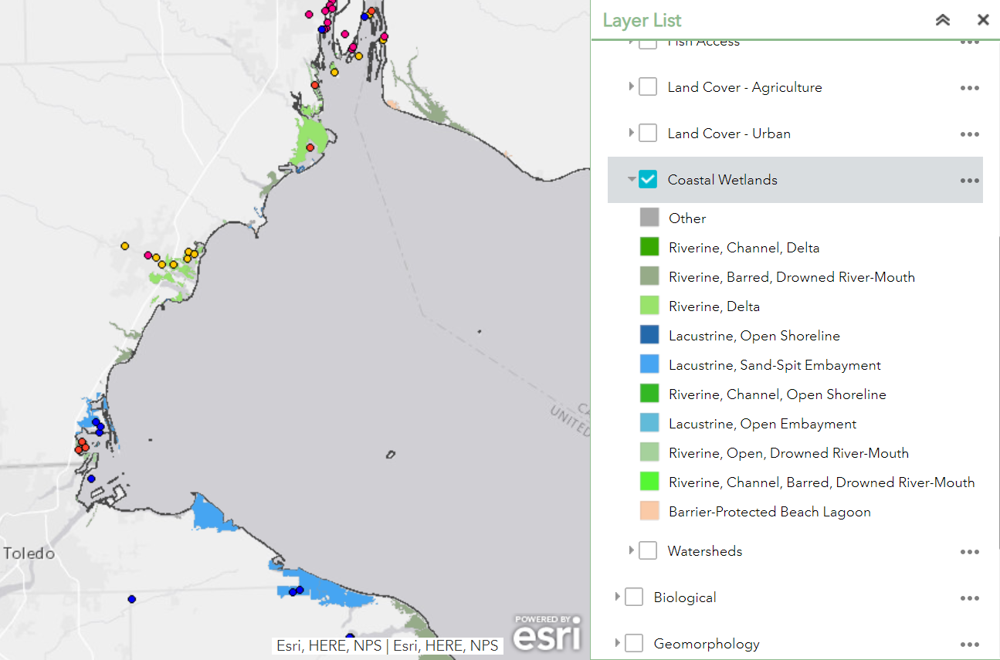 Layer List
Fish Access
Land Cover - Agriculture
Land Cover - Urban
Coastal Wetlands
Other
Riverine, Channel, Delta
Riverine, Barred, Drowned River-Mouth
Riverine, Delta
Lacustrine, Open Shoreline
Lacustrine, Sand-Spit Embayment
Riverine, Channel, Open Shoreline
Lacustrine, Open Embayment
Riverine, Open, Drowned River-Mouth
Riverine, Channel, Barred, Drowned River-Mouth
Barrier-Protected Beach Lagoon
Watersheds
Biological
Geomorphology
CA
UNITED
Toledo
POWERED BY
esri
Esri, HERE, NPS | Esri, HERE, NPS